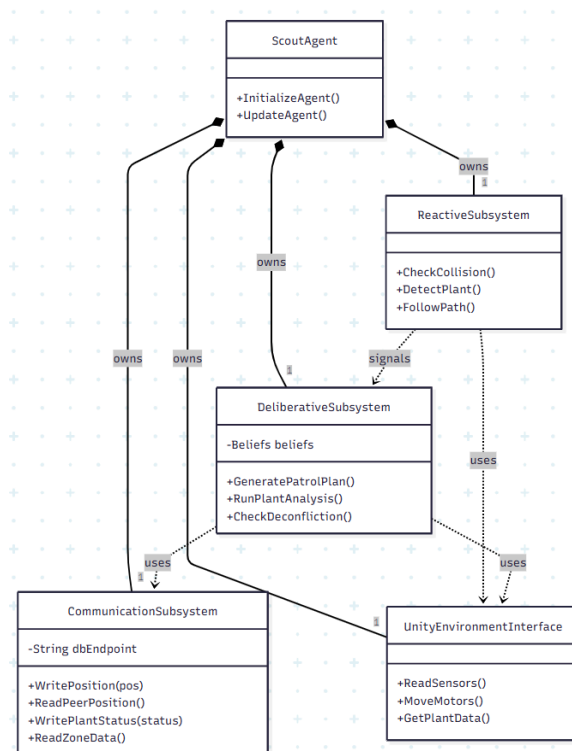 ScoutAgent
+InitializeAgent()
+UpdateAgent()
owns
1
ReactiveSubsystem
+CheckCollision()
+DetectPlant()
+FollowPath()
owns
owns
owns
signals
1
DeliberativeSubsystem
-Beliefs beliefs
+GeneratePatrolPlan()
+RunPlantAnalysis()
+CheckDeconfliction()
uses
uses
uses
1
CommunicationSubsystem
-String dbEndpoint
+WritePosition(pos)
+ReadPeerPosition()
+WritePlantStatus(status)
+ReadZoneData()
1
UnityEnvironmentInterface
+ReadSensors()
+MoveMotors()
+GetPlantData()